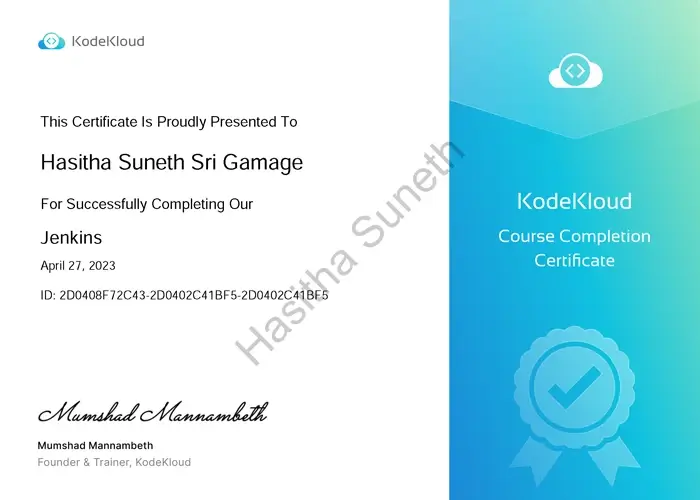 KodeKloud
This Certificate Is Proudly Presented To
Hasitha Suneth Sri Gamage
For Successfully Completing Our
Jenkins
April 27, 2023
ID: 2D0408F72C43-2D0402C41BF5-2D0402C41BF5
Mumshad Mannambeth
Mumshad Mannambeth
Founder & Trainer, KodeKloud
Hasitha Suneth
KodeKloud
Course Completion
Certificate